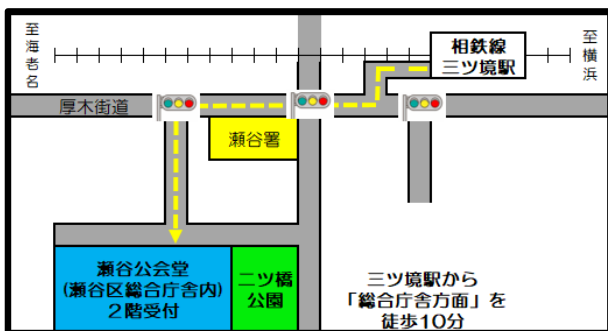 至海老名
相鉄線
三ツ境駅
至横浜
厚木街道
瀬谷署
瀬谷公会堂
(瀬谷区総合庁舎内)
2階受付
二ツ橋
公園
三ツ境駅から
「総合庁舎方面」を
徒歩10分